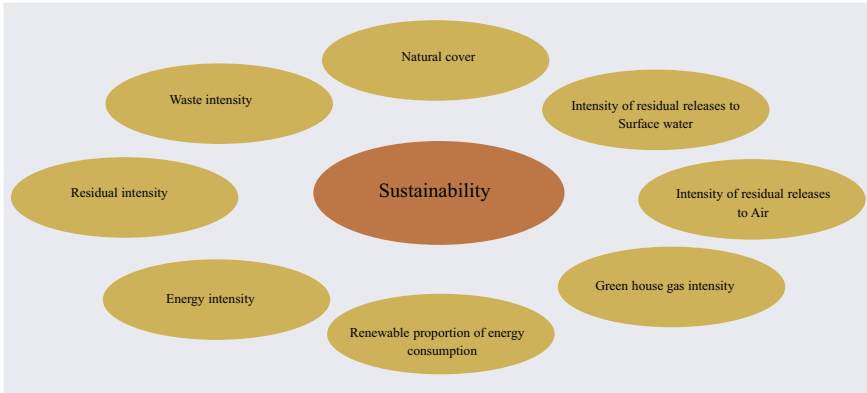 Natural cover
Waste intensity
Intensity of residual releases to
Surface water
Sustainability
Residual intensity
Intensity of residual releases
to Air
Energy intensity
Green house gas intensity
Renewable proportion of energy
consumption